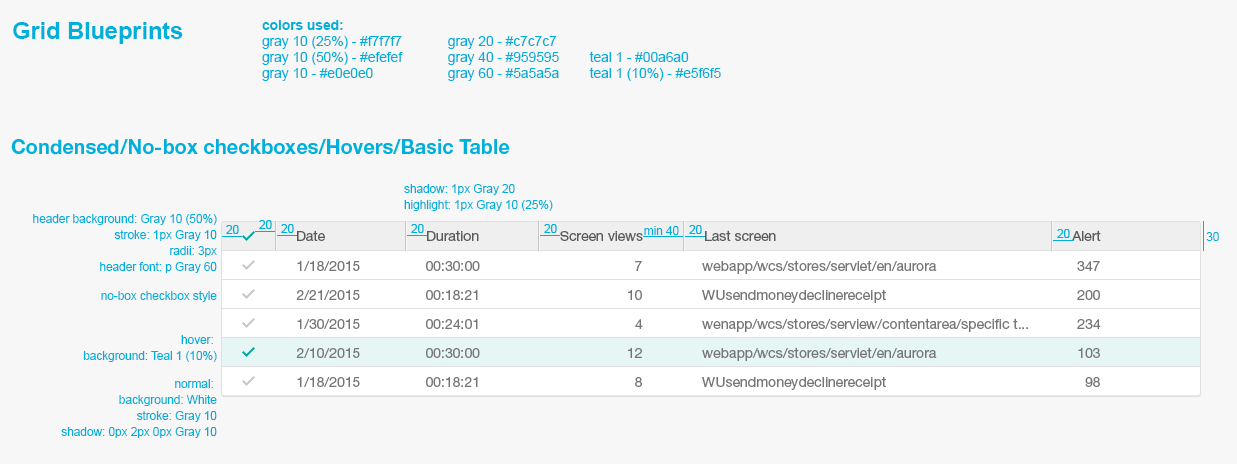 Grid Blueprints
colors used:
gray 10 (25%) - #f7f7f7
gray 10 (50%) - #efefef
gray 10 - #e0e0e0
gray 20 - #c7c7c7
gray 40 - #959595
gray 60 - #5a5a5a
teal 1 - #00a6a0
teal 1 (10%) - #e5f6f5
Condensed/No-box checkboxes/Hovers/Basic Table
shadow: 1px Gray 20
highlight: 1px Gray 10 (25%)
header background: Gray 10 (50%)
stroke: 1px Gray 10
radii: 3px
header font: p Gray 60
no-box checkbox style
hover:
background: Teal 1 (10%)
normal:
background: White
stroke: Gray 10
shadow: 0px 2px 0px Gray 10
20 20 20 Date 20 Duration 20 Screen views min 40 20 Last screen 20 Alert 30
1/18/2015 00:30:00 7 webapp/wcs/stores/servlet/en/aurora 347
2/21/2015 00:18:21 10 WUsendmoneydeclinereceipt 200
1/30/2015 00:24:01 4 wenapp/wcs/stores/serview/contentarea/specific t... 234
2/10/2015 00:30:00 12 webapp/wcs/stores/servlet/en/aurora 103
1/18/2015 00:18:21 8 WUsendmoneydeclinereceipt 98